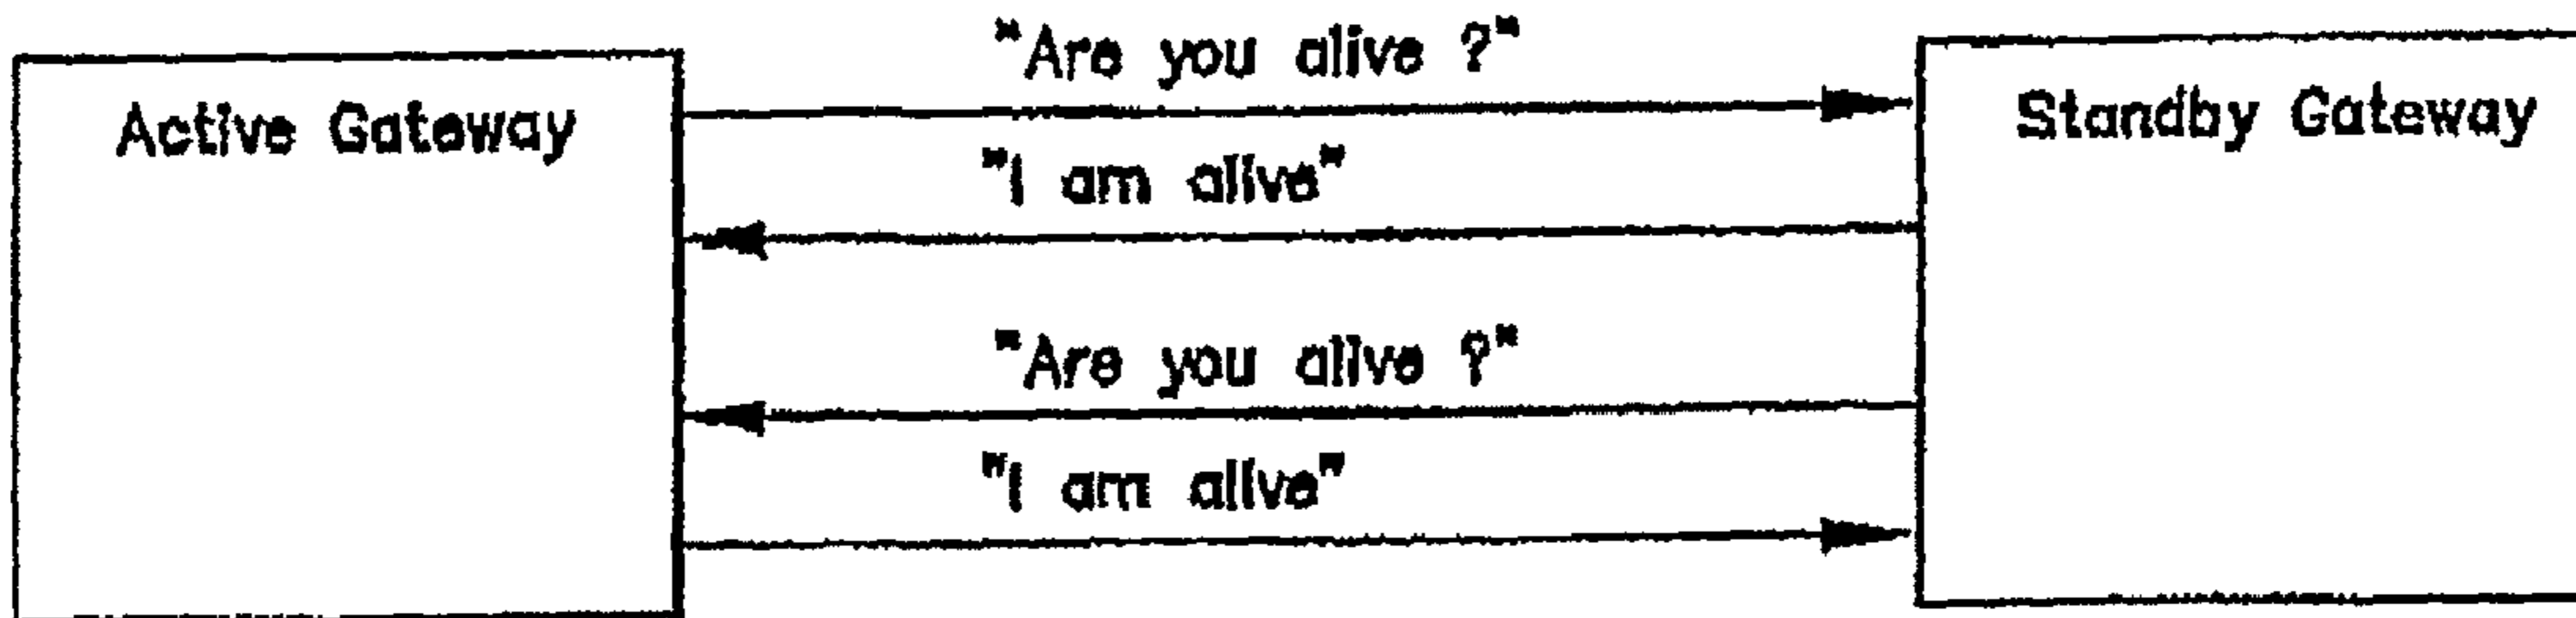 Active Gateway
"Are you alive ?"
"I am alive"
"Are you alive ?"
"I am alive"
Standby Gateway